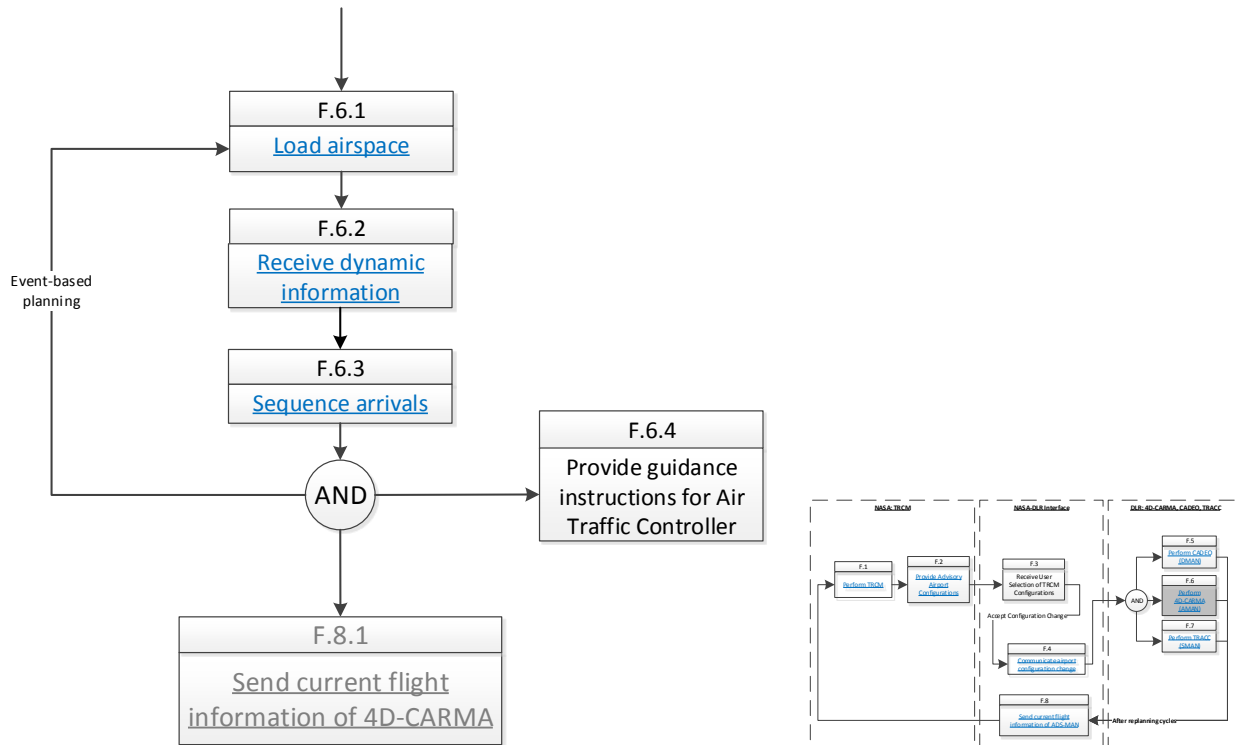 F.6.1
Load airspace
F.6.2
Receive dynamic
information
Event-based
planning
F.6.3
Sequence arrivals
F.6.4
Provide guidance
instructions for Air
Traffic Controller
AND
F.8.1
Send current flight
information of 4D-CARMA
NASA: TRCM
NASA-DLR Interface
DLR: 4D-CARMA, CADEO, TRACC
F.1
Perform TRCM
F.2
Provide Advisory
Airport
Configurations
F.3
Receive User
Selection of TRCM
Configurations
Accept Configuration Change
F.4
Communicate airport
configuration change
AND
F.5
Perform CADEO
(DMAN)
F.6
Perform
4D-CARMA
(AMAN)
F.7
Perform TRACC
(SMAN)
F.8
Send current flight
information of ADS-MAN
After replanning cycles